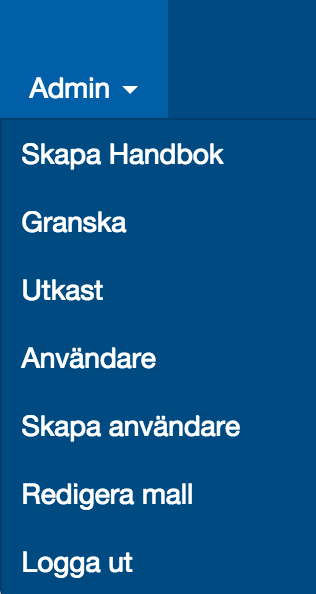 Admin
Skapa Handbok
Granska
Utkast
Användare
Skapa användare
Redigera mall
Logga ut